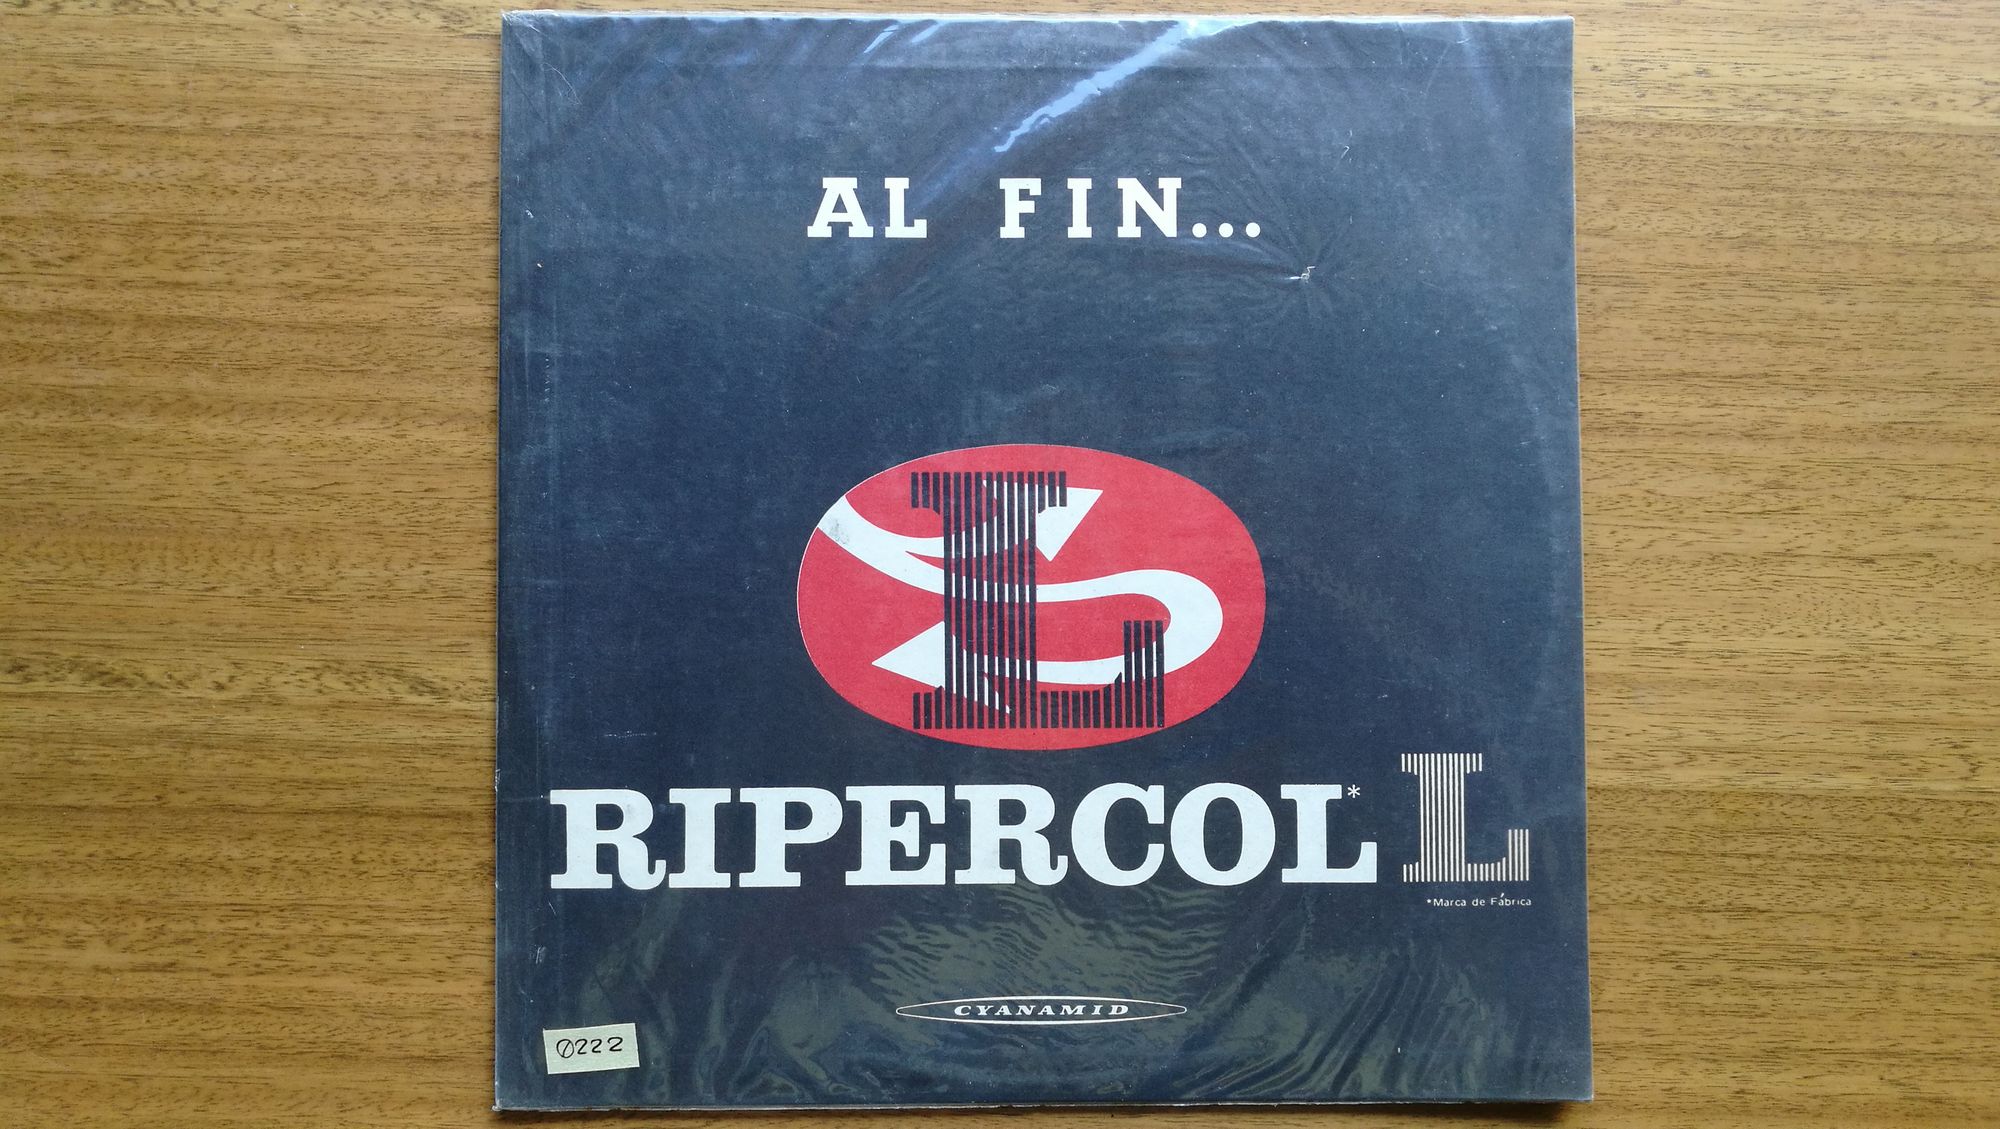 AL FIN...
L
RIPERCOL* L
*Marca de Fábrica
CYANAMID
0222